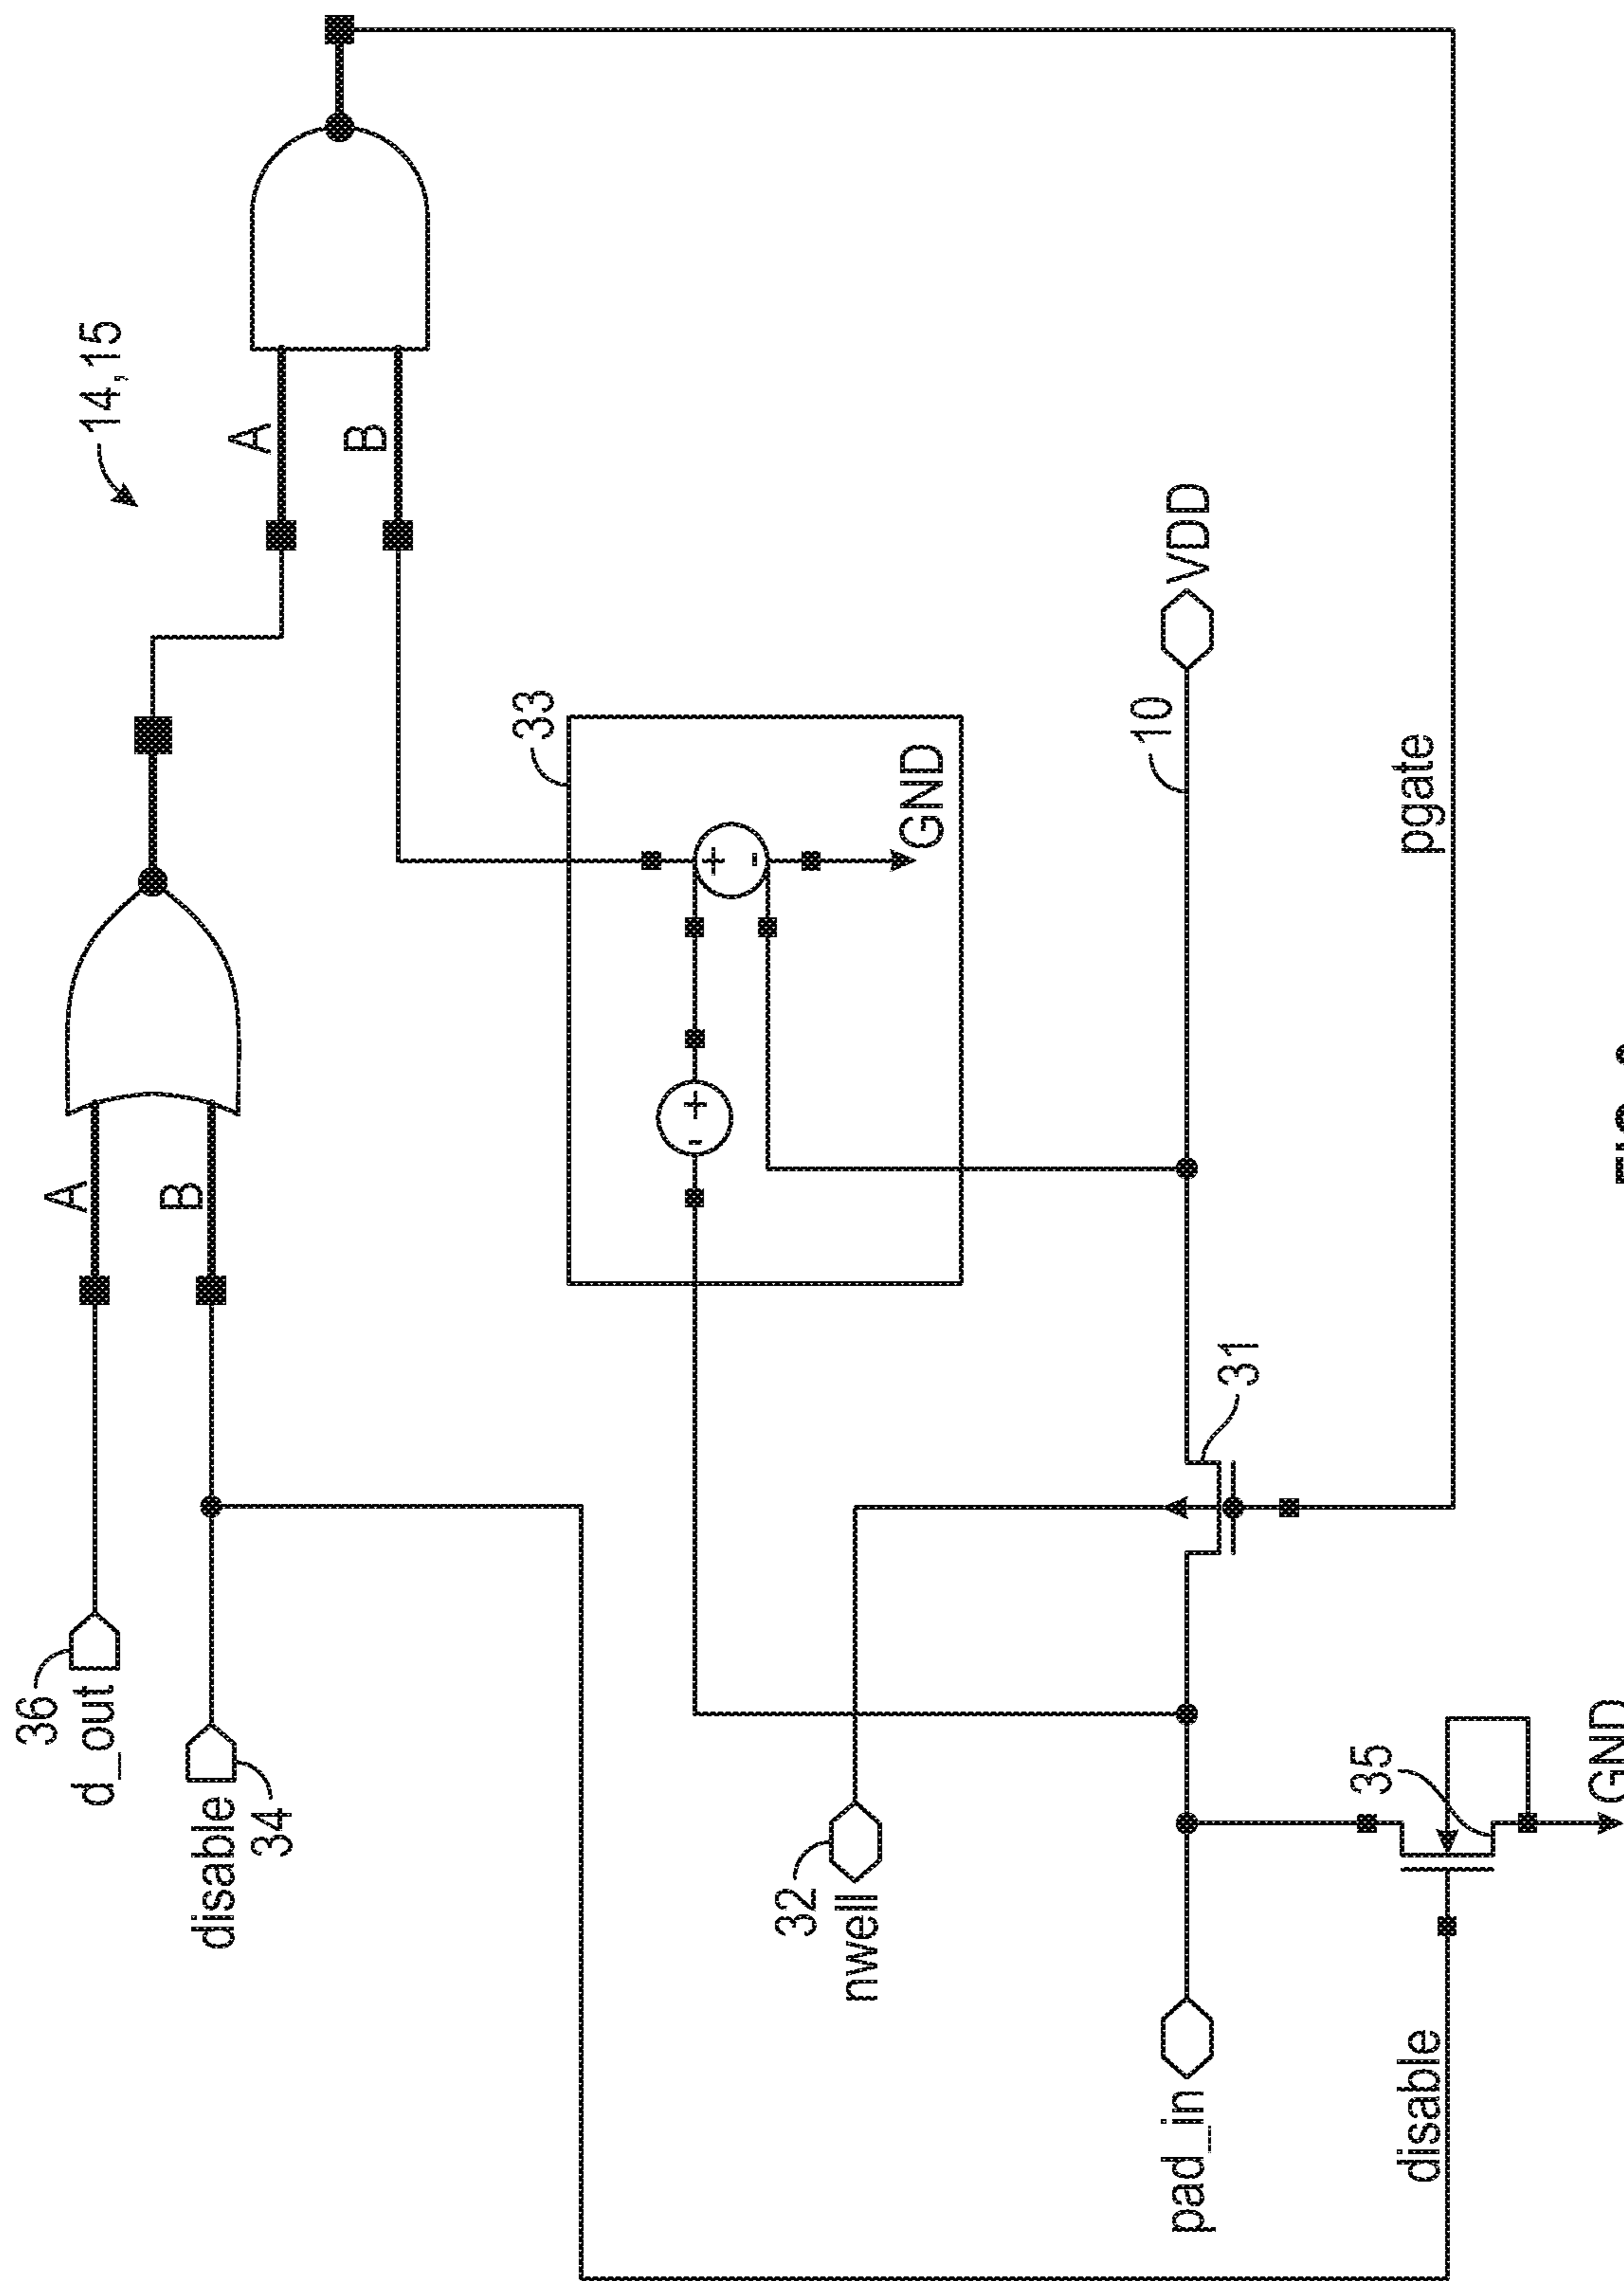 36
d_out
A
disable
34
B
14,15
A
B
33
GND
32
nwell
31
10
VDD
pad_in
pgate
disable
35
GND